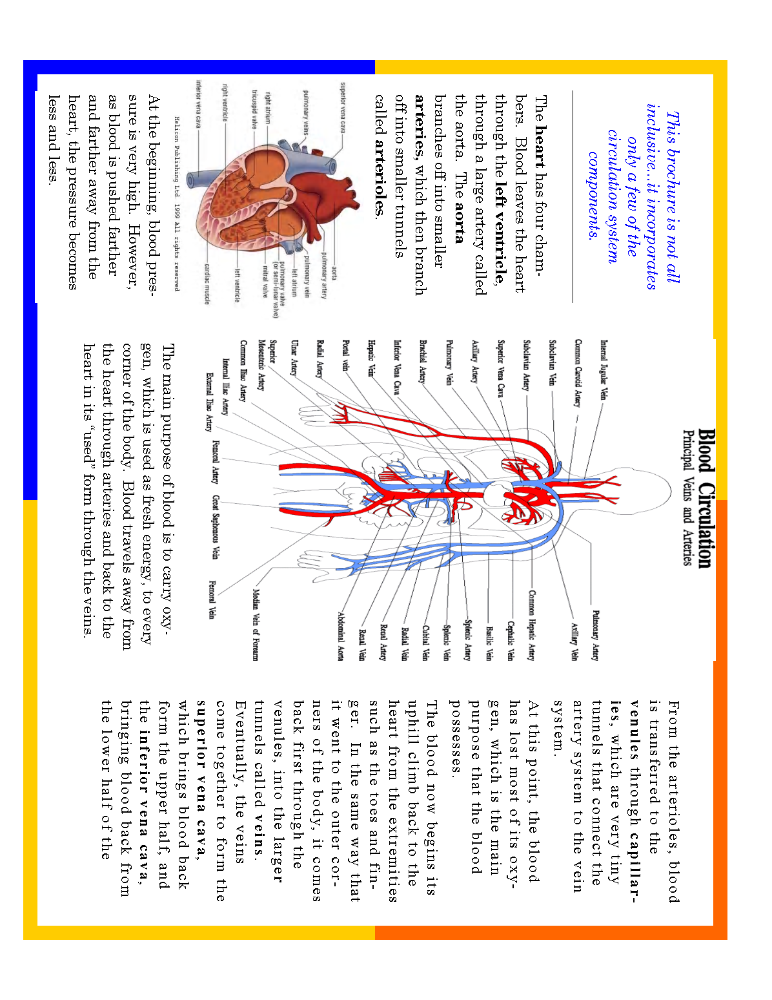 This brochure is not all
inclusive...it incorporates
only a few of the
circulation system
components.
The heart has four cham-
bers. Blood leaves the heart
through the left ventricle,
through a large artery called
the aorta. The aorta
branches off into smaller
arteries, which then branch
off into smaller tunnels
called arterioles.
superior vena cava
pulmonary veins
right atrium
tricuspid valve
right ventricle
inferior vena cava
aorta
pulmonary artery
pulmonary vein
left atrium
pulmonary valve
(or semi-lunar valve)
mitral valve
left ventricle
cardiac muscle
Helicon Publishing Ltd. 1999 All rights reserved
At the beginning, blood pres-
sure is very high. However,
as blood is pushed farther
and farther away from the
heart, the pressure becomes
less and less.
Blood Circulation
Principal Veins and Arteries
Internal Jugular Vein
Common Carotid Artery
Subclavian Vein
Subclavian Artery
Superior Vena Cava
Axillary Artery
Pulmonary Vein
Brachial Artery
Inferior Vena Cava
Hepatic Vein
Portal vein
Radial Artery
Ulnar Artery
Superior
Mesenteric Artery
Common Iliac Artery
Internal Iliac Artery
External Iliac Artery
Femoral Artery
Great Saphenous Vein
Femoral Vein
Pulmonary Artery
Axillary Vein
Common Hepatic Artery
Cephalic Vein
Basilic Vein
Splenic Artery
Splenic Vein
Cubital Vein
Radial Vein
Renal Artery
Renal Vein
Abdominal Aorta
Median Vein of Forearm
The main purpose of blood is to carry oxy-
gen, which is used as fresh energy, to every
corner of the body. Blood travels away from
the heart through arteries and back to the
heart in its “used” form through the veins.
From the arterioles, blood
is transferred to the
venules through capillar-
ies, which are very tiny
tunnels that connect the
artery system to the vein
system.
At this point, the blood
has lost most of its oxy-
gen, which is the main
purpose that the blood
possesses.
The blood now begins its
uphill climb back to the
heart from the extremities
such as the toes and fin-
ger. In the same way that
it went to the outer cor-
ners of the body, it comes
back first through the
venules, into the larger
tunnels called veins.
Eventually, the veins
come together to form the
superior vena cava,
which brings blood back
form the upper half, and
the inferior vena cava,
bringing blood back from
the lower half of the